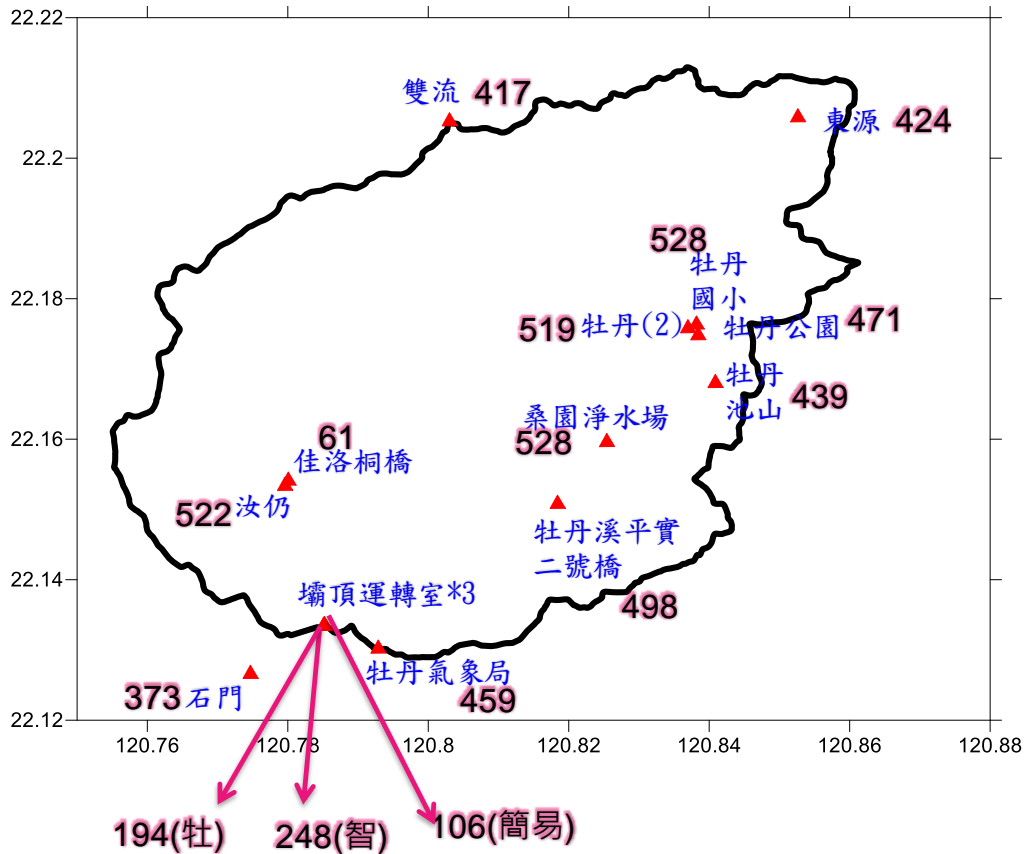 22.22
雙流 417
東源 424
22.2
528
牡丹
國小
22.18
519 牡丹(2)
牡丹公園 471
牡丹
池山
439
桑園淨水場
528
22.16
61
佳洛桐橋
522 汝仍
牡丹溪平實
二號橋
498
22.14
壩頂運轉室*3
牡丹氣象局
459
373 石門
22.12
120.76 120.78 120.8 120.82 120.84 120.86 120.88
194(牡) 248(智) 106(簡易)